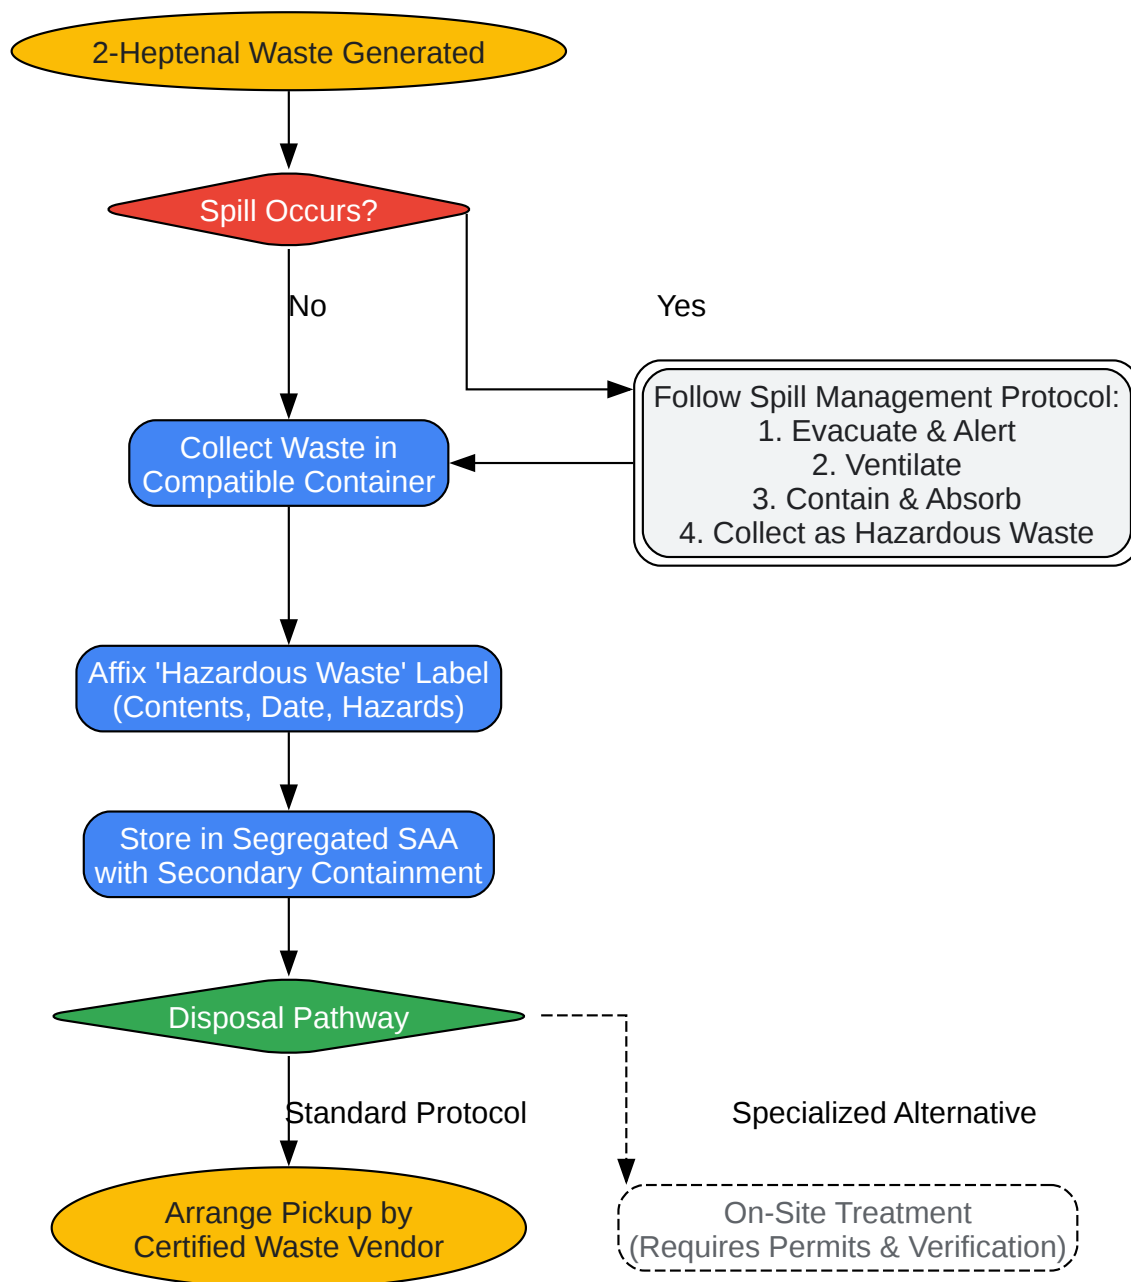 2-Heptenal Waste Generated
Spill Occurs?
No
Yes
Follow Spill Management Protocol:
1. Evacuate & Alert
2. Ventilate
3. Contain & Absorb
4. Collect as Hazardous Waste
Collect Waste in
Compatible Container
Affix 'Hazardous Waste' Label
(Contents, Date, Hazards)
Store in Segregated SAA
with Secondary Containment
Disposal Pathway
Standard Protocol
Specialized Alternative
Arrange Pickup by
Certified Waste Vendor
On-Site Treatment
(Requires Permits & Verification)